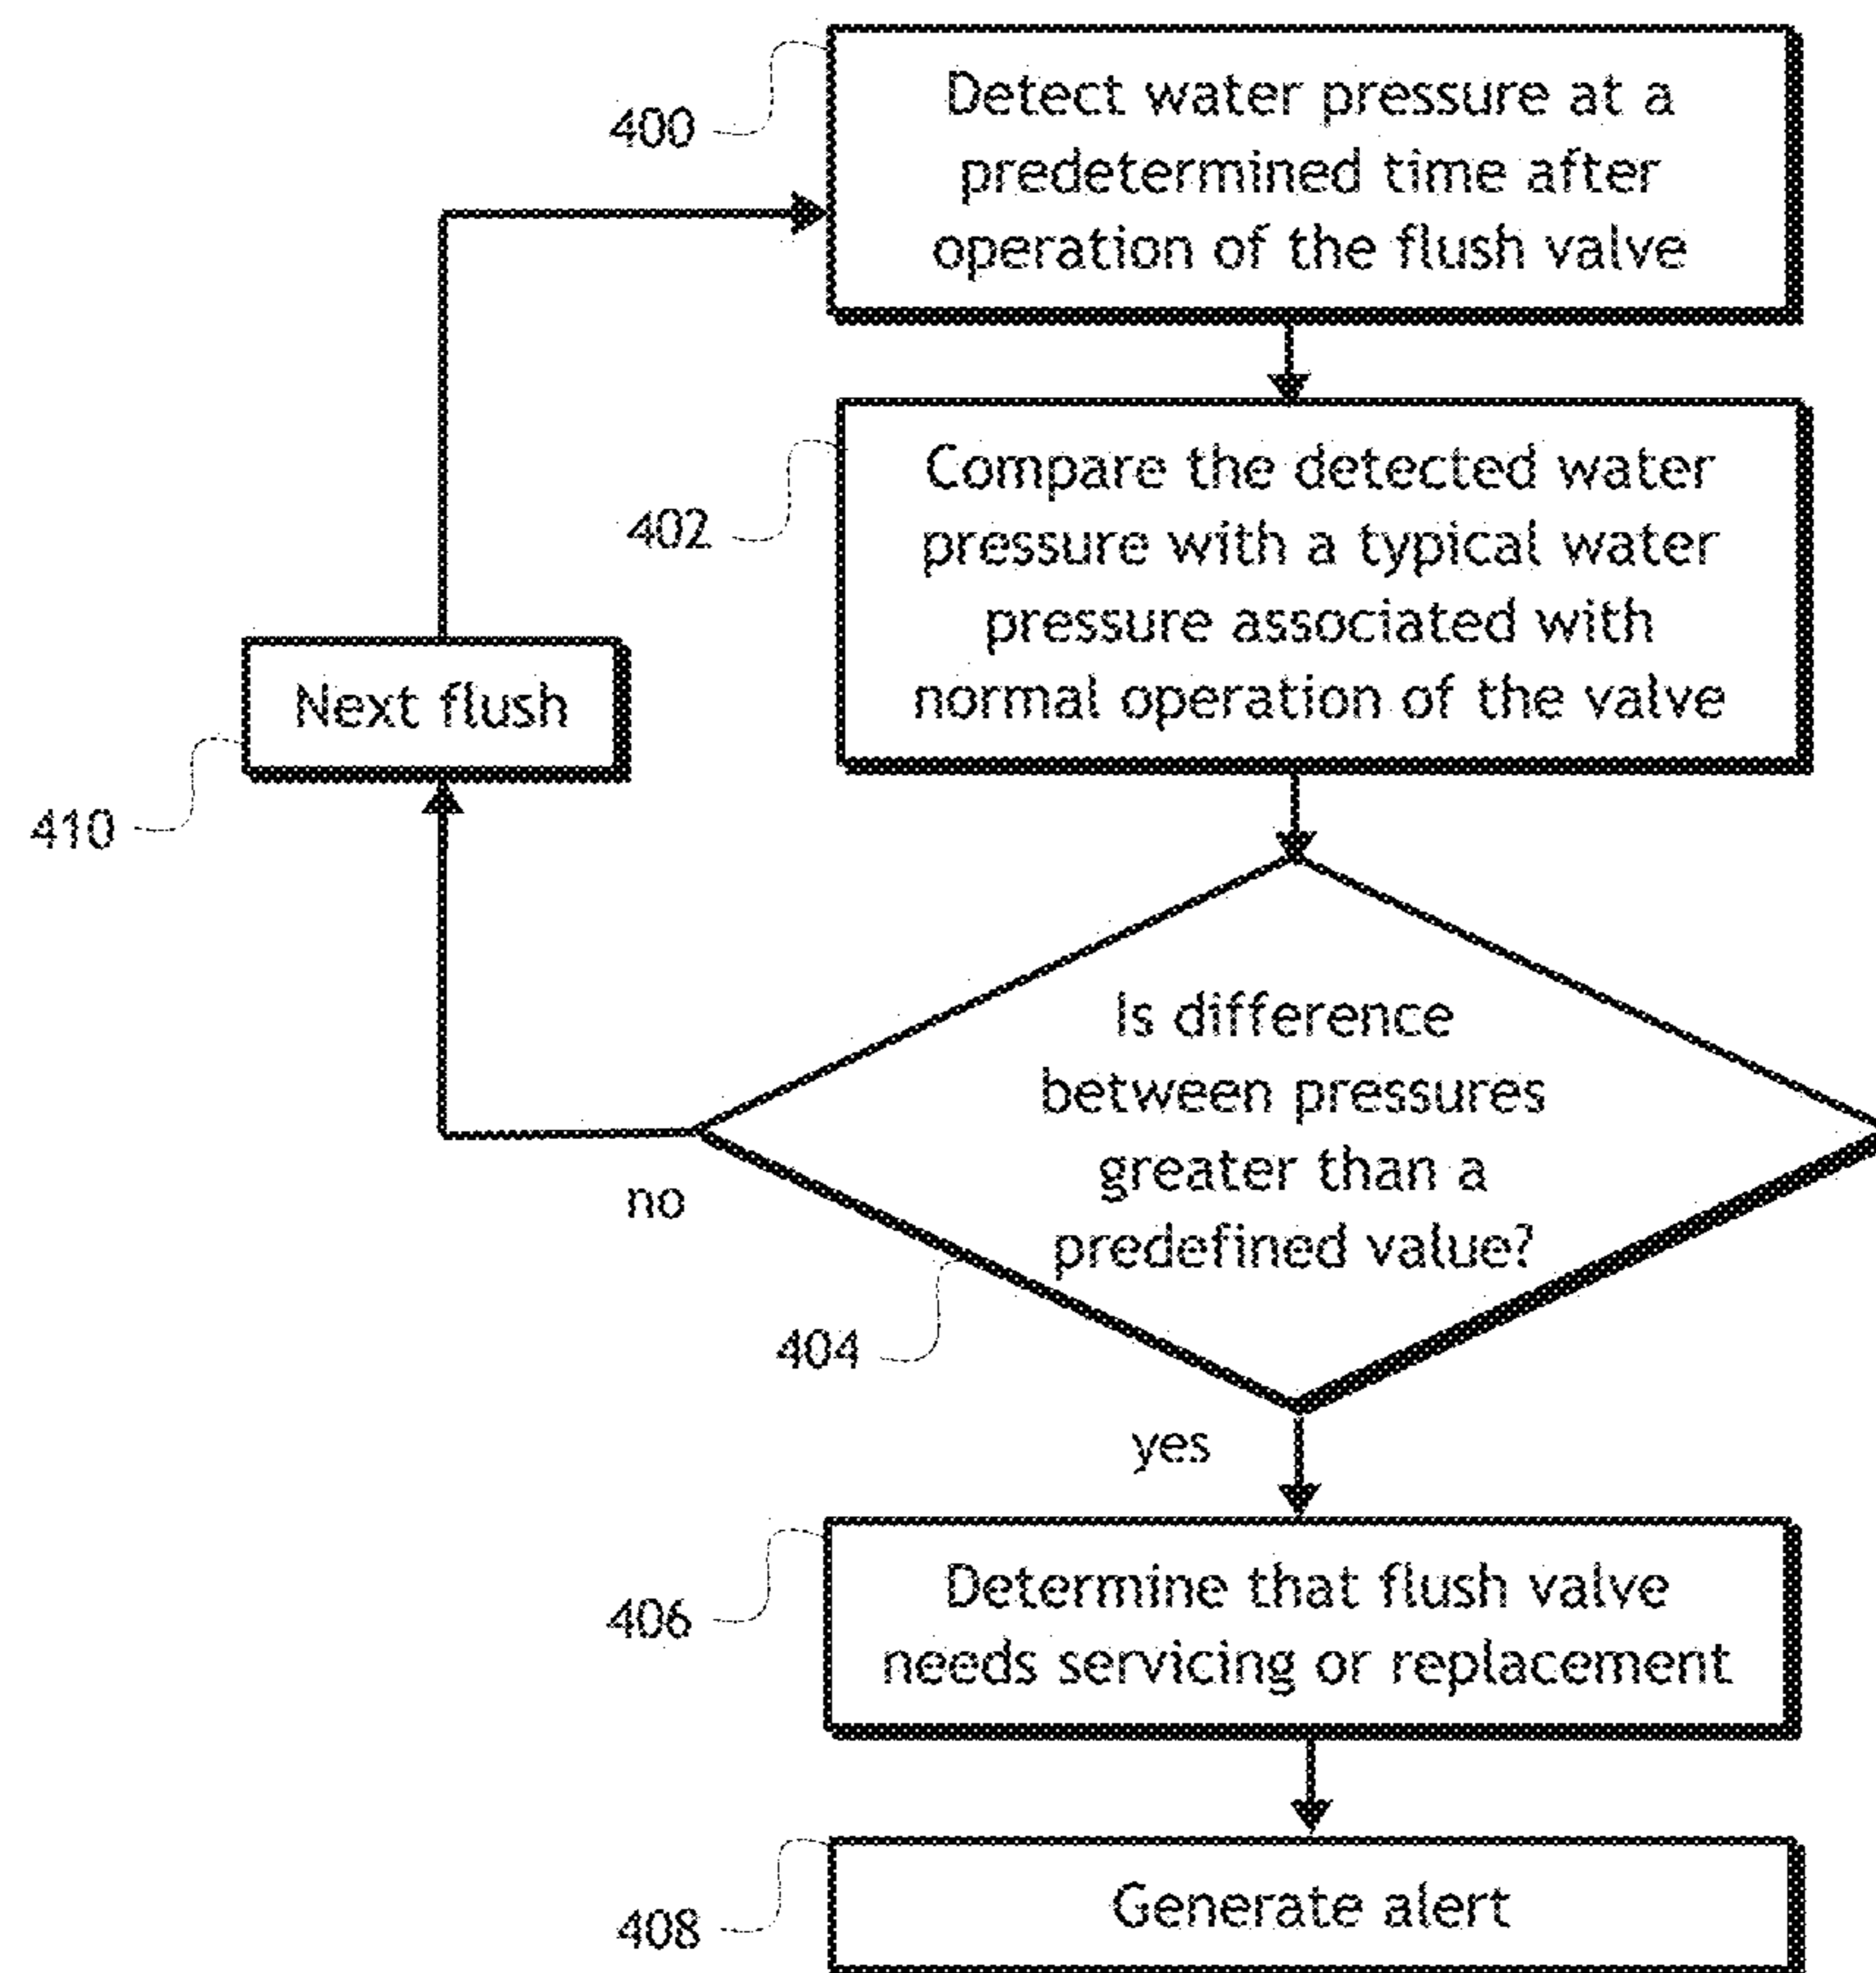 400
Detect water pressure at a
predetermined time after
operation of the flush valve
402
Compare the detected water
pressure with a typical water
pressure associated with
normal operation of the valve
Next flush
410
Is difference
between pressures
greater than a
predefined value?
no
404
yes
406
Determine that flush valve
needs servicing or replacement
408
Generate alert